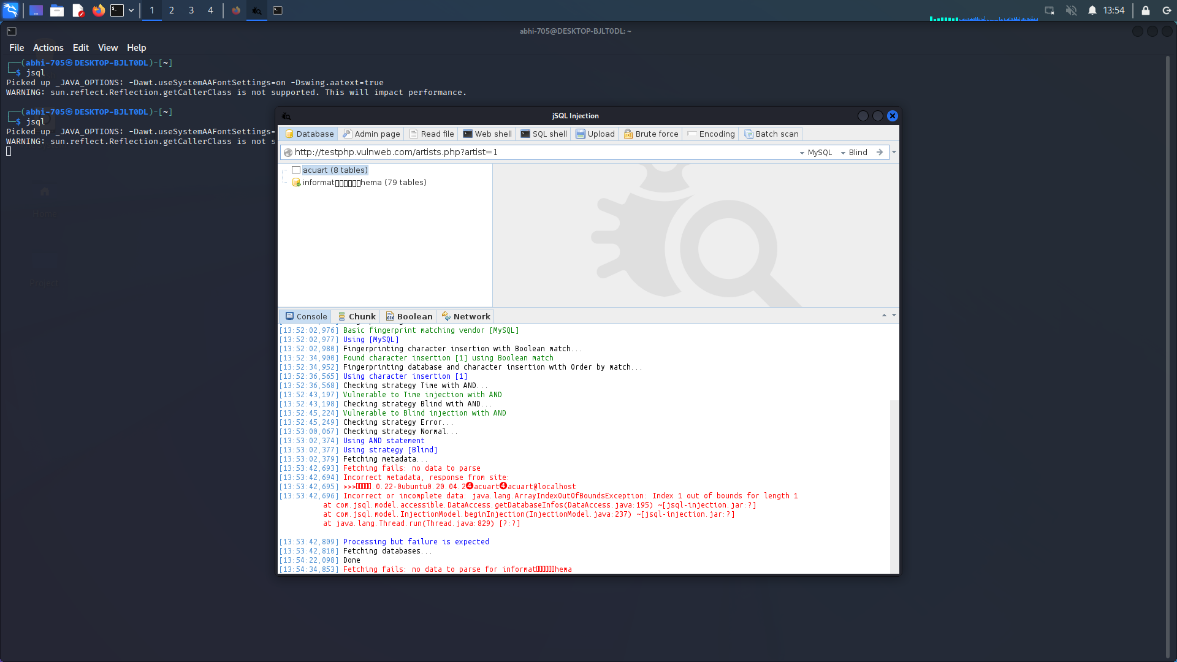 1 2 3 4 13:54
abhi-705@DESKTOP-BJLT0DL: ~
File Actions Edit View Help
┌──(abhi-705㉿DESKTOP-BJLT0DL)-[~]
└─$ jsql
Picked up _JAVA_OPTIONS: -Dawt.useSystemAAFontSettings=on -Dswing.aatext=true
WARNING: sun.reflect.Reflection.getCallerClass is not supported. This will impact performance.
┌──(abhi-705㉿DESKTOP-BJLT0DL)-[~]
└─$ jsql
Picked up _JAVA_OPTIONS: -Dawt.useSystemAAFontSettings=
WARNING: sun.reflect.Reflection.getCallerClass is not s
jSQL Injection
Database Admin page Read file Web shell SQL shell Upload Brute force Encoding Batch scan
http://testphp.vulnweb.com/artists.php?artist=1 MySQL Blind
acuart (8 tables)
informat▯▯▯▯▯▯hema (79 tables)
Console Chunk Boolean Network
[13:52:02,976] Basic fingerprint matching vendor [MySQL]
[13:52:02,977] Using [MySQL]
[13:52:02,980] Fingerprinting character insertion with Boolean match...
[13:52:34,900] Found character insertion [1] using Boolean match
[13:52:34,952] Fingerprinting database and character insertion with Order by match...
[13:52:36,565] Using character insertion [1]
[13:52:36,568] Checking strategy Time with AND...
[13:52:43,197] Vulnerable to Time injection with AND
[13:52:43,198] Checking strategy Blind with AND...
[13:52:45,224] Vulnerable to Blind injection with AND
[13:52:45,249] Checking strategy Error...
[13:53:00,067] Checking strategy Normal...
[13:53:02,374] Using AND statement
[13:53:02,377] Using strategy [Blind]
[13:53:02,379] Fetching metadata...
[13:53:42,693] Fetching fails: no data to parse
[13:53:42,694] Incorrect metadata, response from site:
[13:53:42,695] >>>▯▯▯▯▯ 0.22-0ubuntu0.20.04.2❹acuart❹acuart@localhost
[13:53:42,696] Incorrect or incomplete data: java.lang.ArrayIndexOutOfBoundsException: Index 1 out of bounds for length 1
at com.jsql.model.accessible.DataAccess.getDatabaseInfos(DataAccess.java:195) ~[jsql-injection.jar:?]
at com.jsql.model.InjectionModel.beginInjection(InjectionModel.java:237) ~[jsql-injection.jar:?]
at java.lang.Thread.run(Thread.java:829) [?:?]
[13:53:42,809] Processing but failure is expected
[13:53:42,810] Fetching databases...
[13:54:22,098] Done
[13:54:34,853] Fetching fails: no data to parse for informat▯▯▯▯▯▯hema